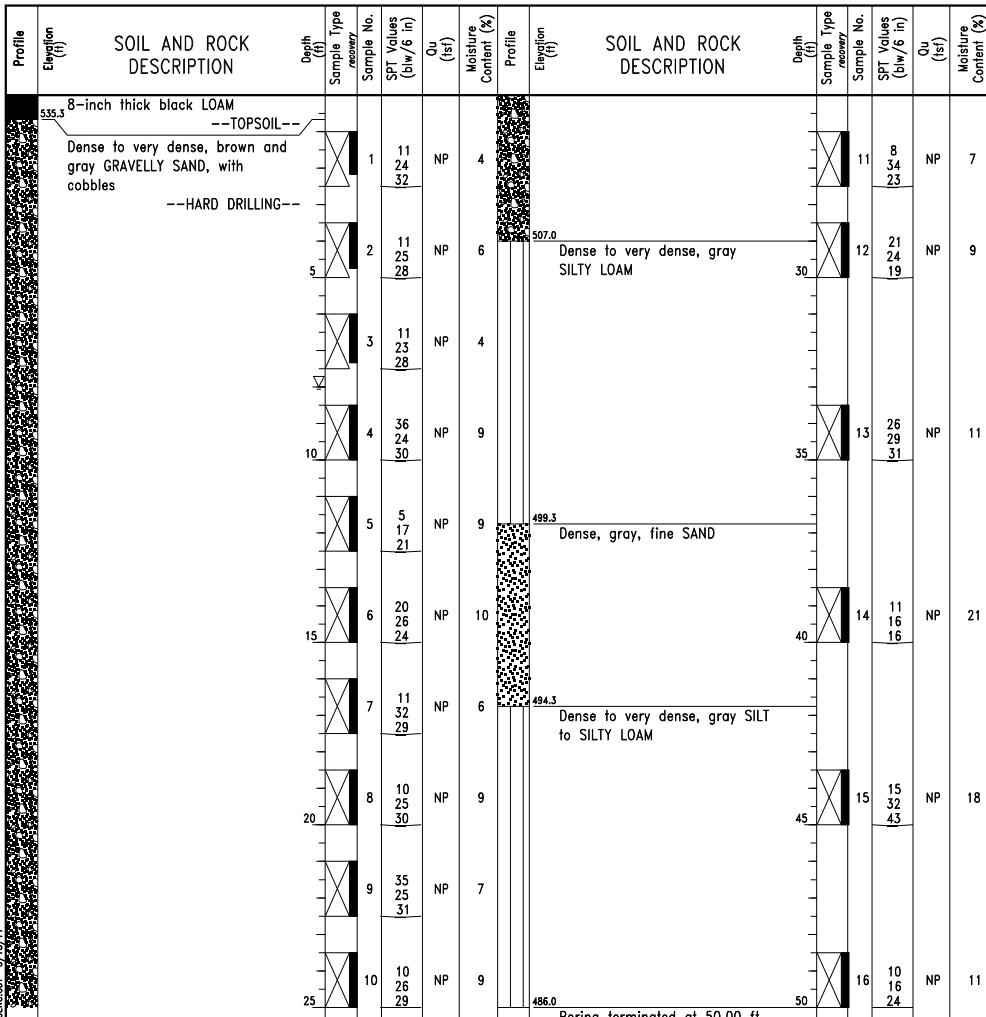 Profile
Elevation (ft)
SOIL AND ROCK
DESCRIPTION
Depth (ft)
Sample Type
recovery
Sample No.
SPT Values (blw/6 in)
Qu (tsf)
Moisture Content (%)
Profile
Elevation (ft)
SOIL AND ROCK
DESCRIPTION
Depth (ft)
Sample Type
recovery
Sample No.
SPT Values (blw/6 in)
Qu (tsf)
Moisture Content (%)
8-inch thick black LOAM
535.3
--TOPSOIL--
Dense to very dense, brown and
gray GRAVELLY SAND, with
cobbles
--HARD DRILLING--
1 11 24 32 NP 4
2 11 25 28 NP 6
5
3 11 23 28 NP 4
4 36 24 30 NP 9
10
5 5 17 21 NP 9
6 20 26 24 NP 10
15
7 11 32 29 NP 6
8 10 25 30 NP 9
20
9 35 25 31 NP 7
10 10 26 29 NP 9
25
11 8 34 23 NP 7
507.0
Dense to very dense, gray
SILTY LOAM
12 21 24 19 NP 9
30
13 26 29 31 NP 11
35
499.3
Dense, gray, fine SAND
14 11 16 16 NP 21
40
494.3
Dense to very dense, gray SILT
to SILTY LOAM
15 15 32 43 NP 18
45
16 10 16 24 NP 11
486.0
50
Boring terminated at 50.00 ft